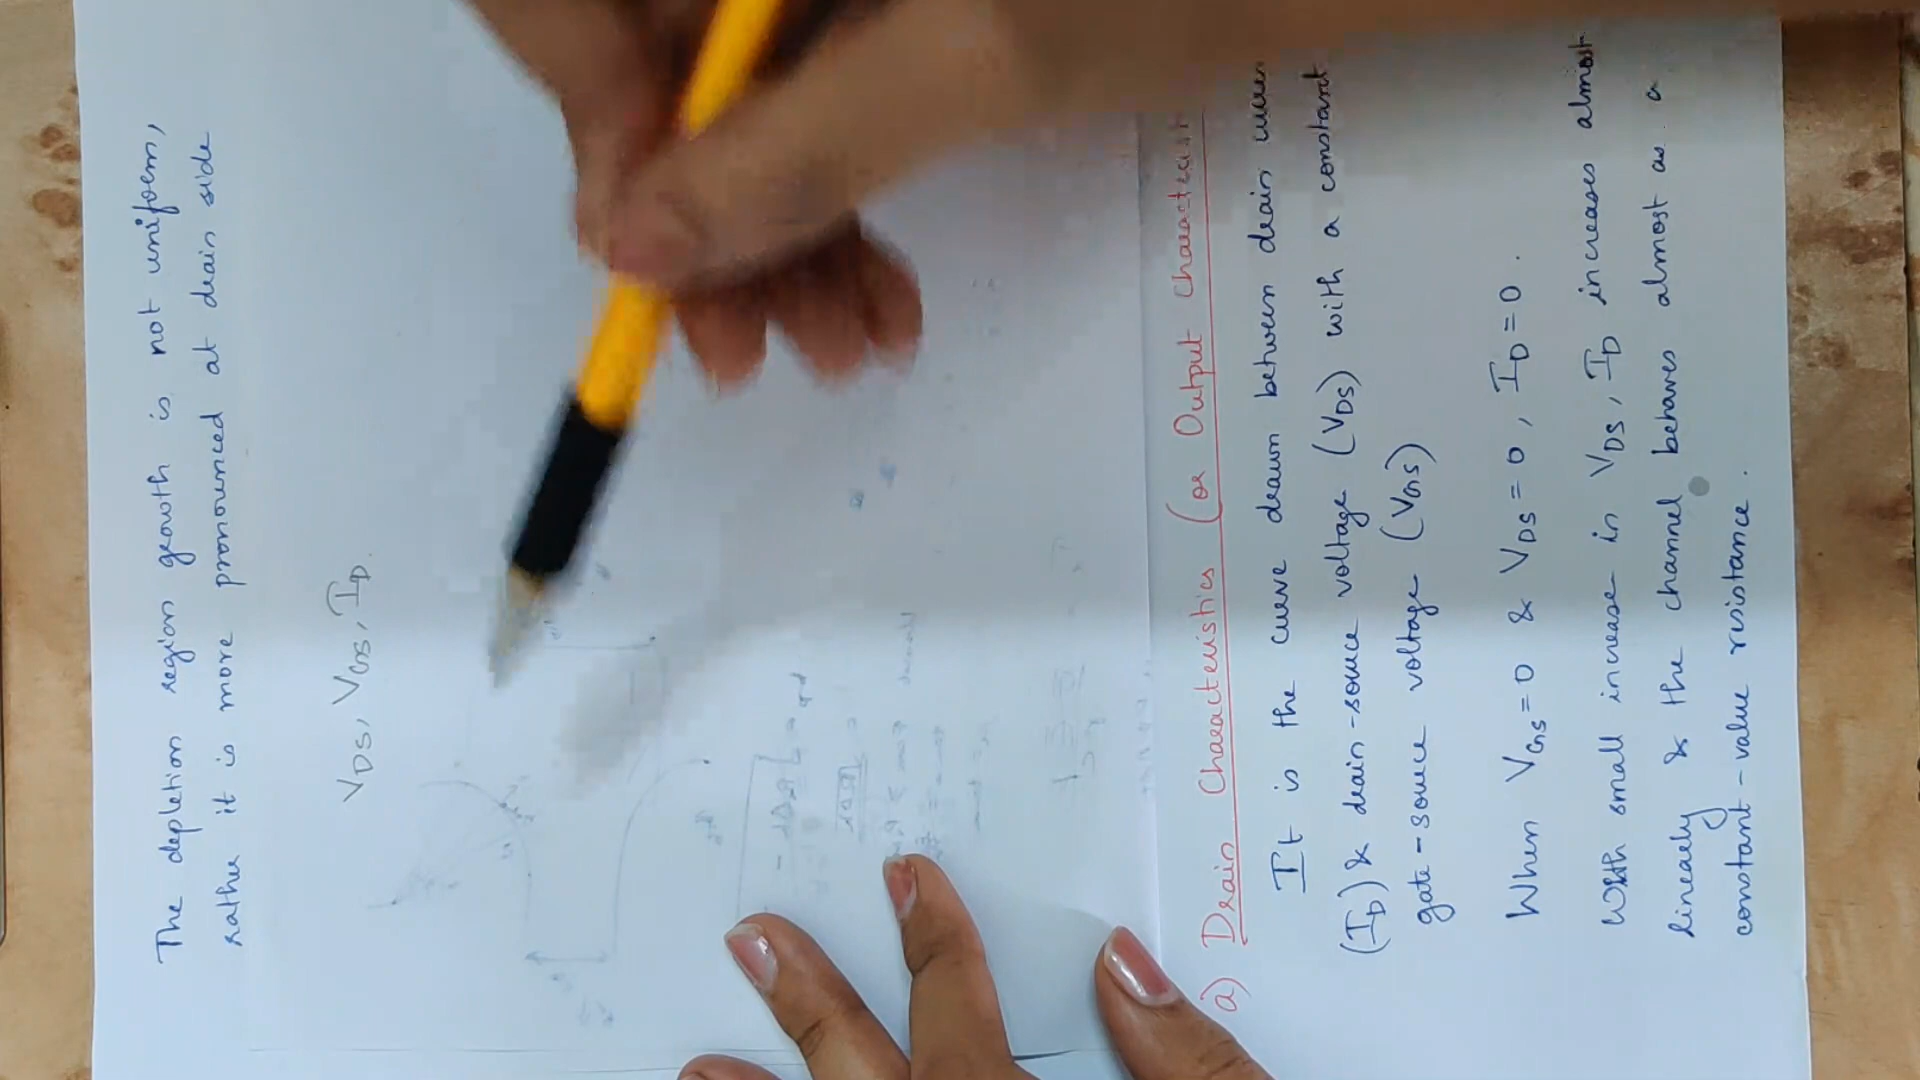 The depletion region growth is not uniform,
rather it is more pronounced at drain side
VDS, VGS, ID.
a) Drain Characteristics (or Output
It is the curve drawn between drain
(ID) & drain-source voltage (VDS) with a constant
gate-source voltage (VGS)
When VGS=0 & VDS=0, ID=0.
With small increase in VDS, ID increases almost
linearly & the channel behaves almost as a
constant-value resistance.